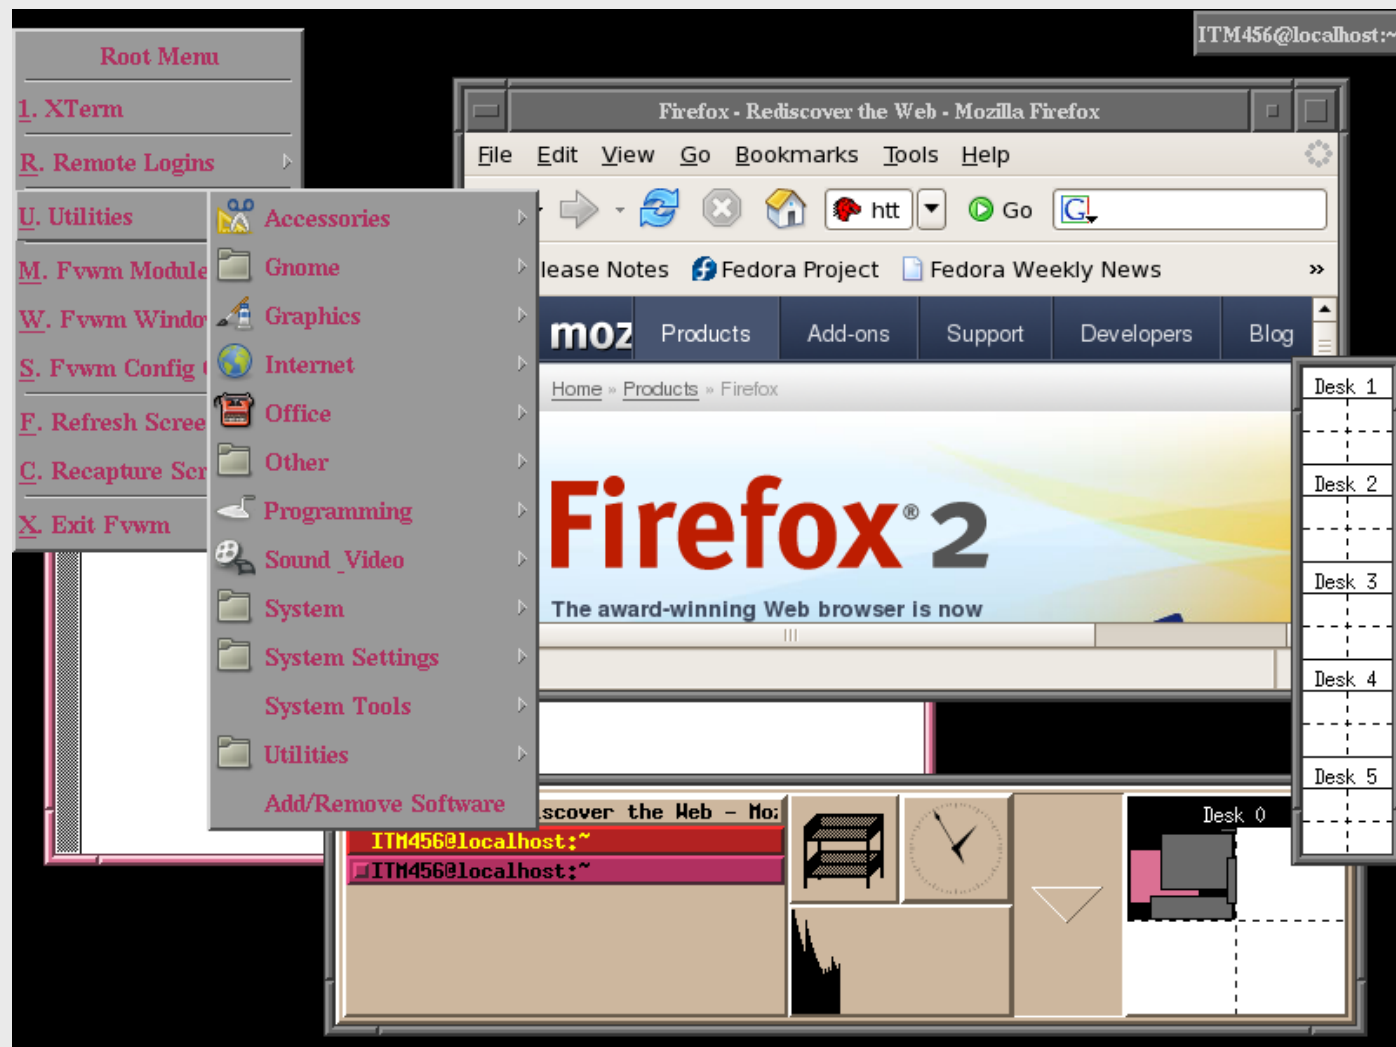 ITM456@localhost:~
Root Menu
1. XTerm
R. Remote Logins
U. Utilities
M. Fvwm Module
W. Fvwm Windo
S. Fvwm Config
F. Refresh Scree
C. Recapture Scr
X. Exit Fvwm
Accessories
Gnome
Graphics
Internet
Office
Other
Programming
Sound_Video
System
System Settings
System Tools
Utilities
Add/Remove Software
Firefox - Rediscover the Web - Mozilla Firefox
File Edit View Go Bookmarks Tools Help
htt Go G
lease Notes Fedora Project Fedora Weekly News »
moz Products Add-ons Support Developers Blog
Home » Products » Firefox
Firefox® 2
The award-winning Web browser is now
Desk 1
Desk 2
Desk 3
Desk 4
Desk 5
scover the Web - Moz
ITM456@localhost:~
ITM456@localhost:~
Desk 0